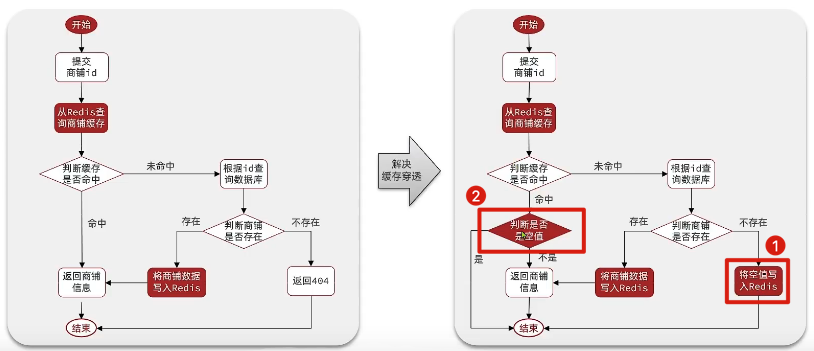 开始
提交
商铺id
从Redis查
询商铺缓存
判断缓存
是否命中
未命中
根据id查
询数据库
命中
存在
判断商铺
是否存在
不存在
返回商铺
信息
将商铺数据
写入Redis
返回404
结束
解决
缓存穿透
开始
提交
商铺id
从Redis查
询商铺缓存
判断缓存
是否命中
未命中
根据id查
询数据库
命中
2
判断是否
是空值
存在
判断商铺
是否存在
不存在
1
是
不是
返回商铺
信息
将商铺数据
写入Redis
将空值写
入Redis
结束